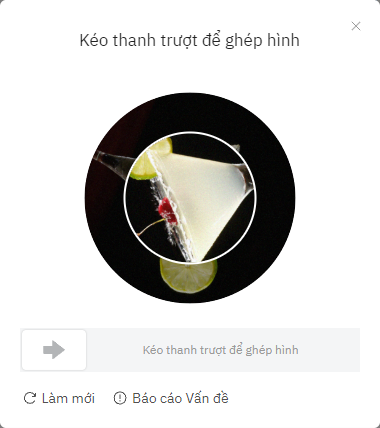 Kéo thanh trượt để ghép hình
Kéo thanh trượt để ghép hình
Làm mới
Báo cáo Vấn đề